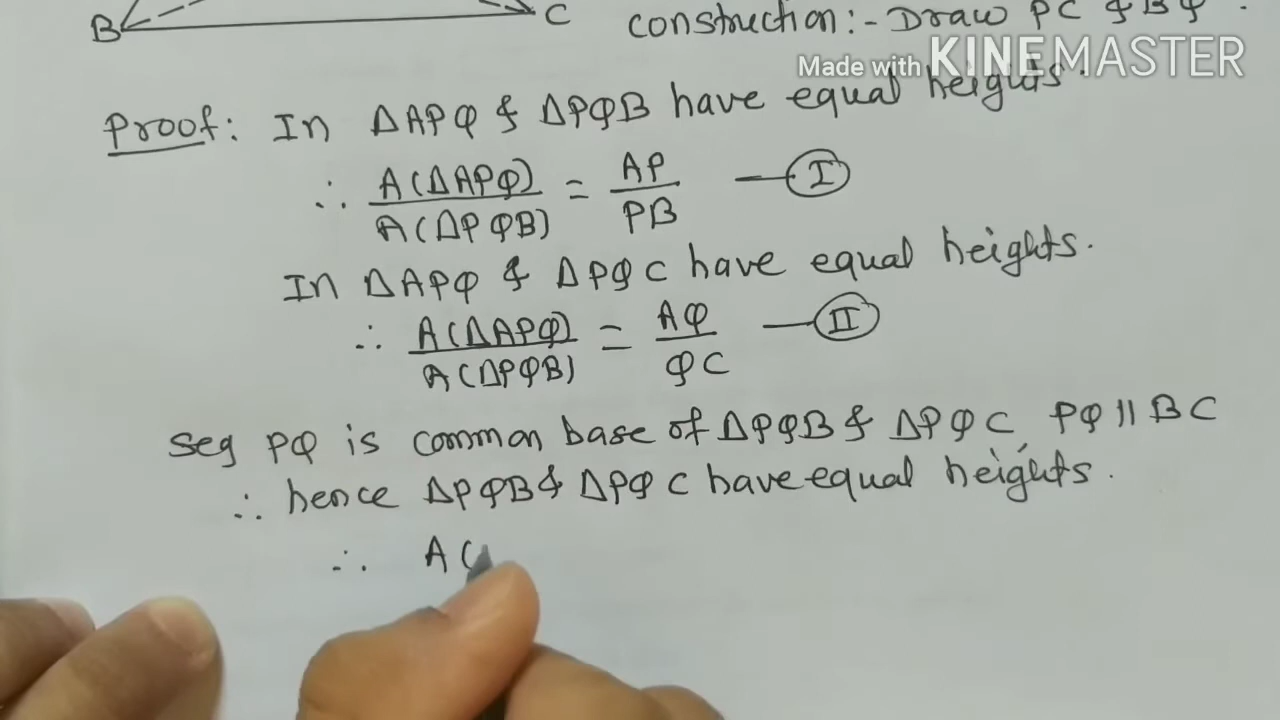 B C construction:- Draw PC & BQ.
Made with KINEMASTER
Proof: In ΔAPQ & ΔPQB have equal heights.
∴ A(ΔAPQ)/A(ΔPQB) = AP/PB — I
In ΔAPQ & ΔPQC have equal heights.
∴ A(ΔAPQ)/A(ΔPQB) = AQ/QC — II
seg PQ is common base of ΔPQB & ΔPQC, PQ || BC
∴ hence ΔPQB & ΔPQC have equal heights.
∴ A(